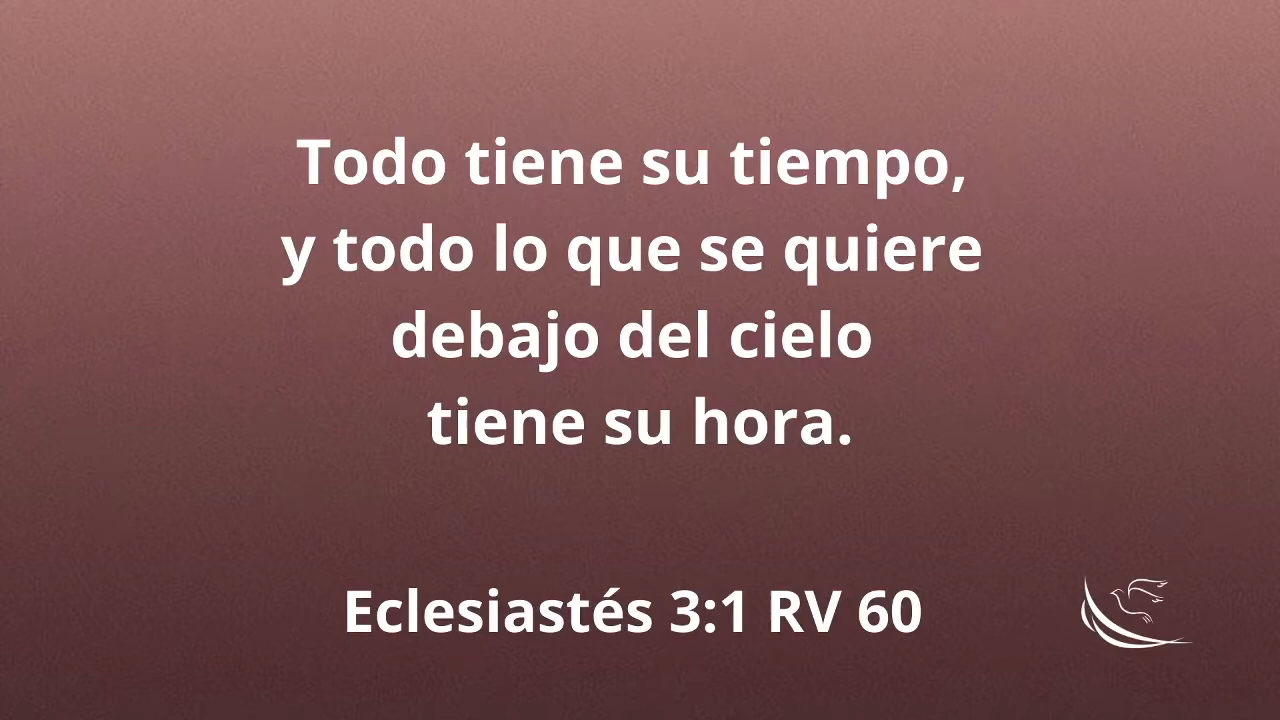 Todo tiene su tiempo,
y todo lo que se quiere
debajo del cielo
tiene su hora.
Eclesiastés 3:1 RV 60